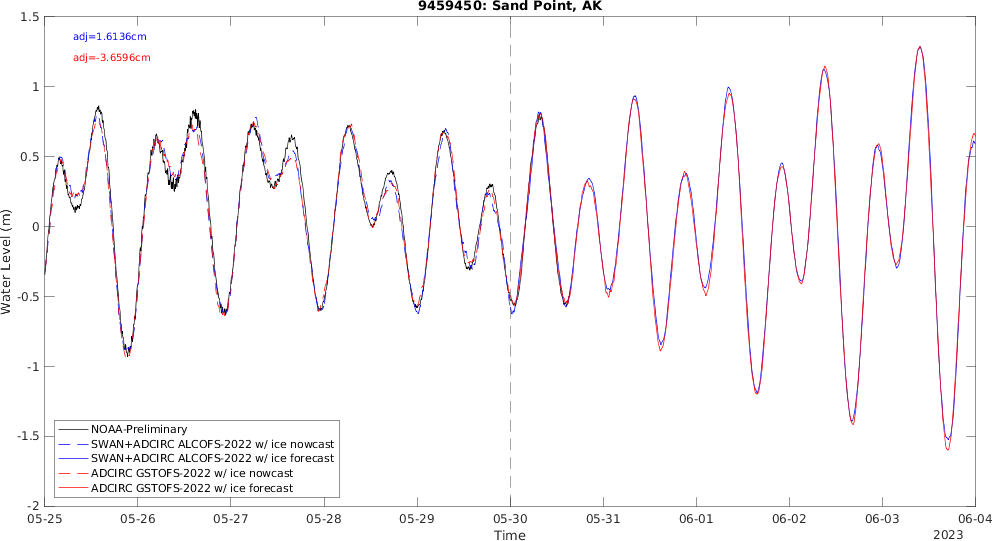 9459450: Sand Point, AK
adj=1.6136cm
adj=-3.6596cm
1.5
1
0.5
0
-0.5
-1
-1.5
-2
Water Level (m)
NOAA-Preliminary
SWAN+ADCIRC ALCOFS-2022 w/ ice nowcast
SWAN+ADCIRC ALCOFS-2022 w/ ice forecast
ADCIRC GSTOFS-2022 w/ ice nowcast
ADCIRC GSTOFS-2022 w/ ice forecast
05-25 05-26 05-27 05-28 05-29 05-30 05-31 06-01 06-02 06-03 06-04
Time
2023